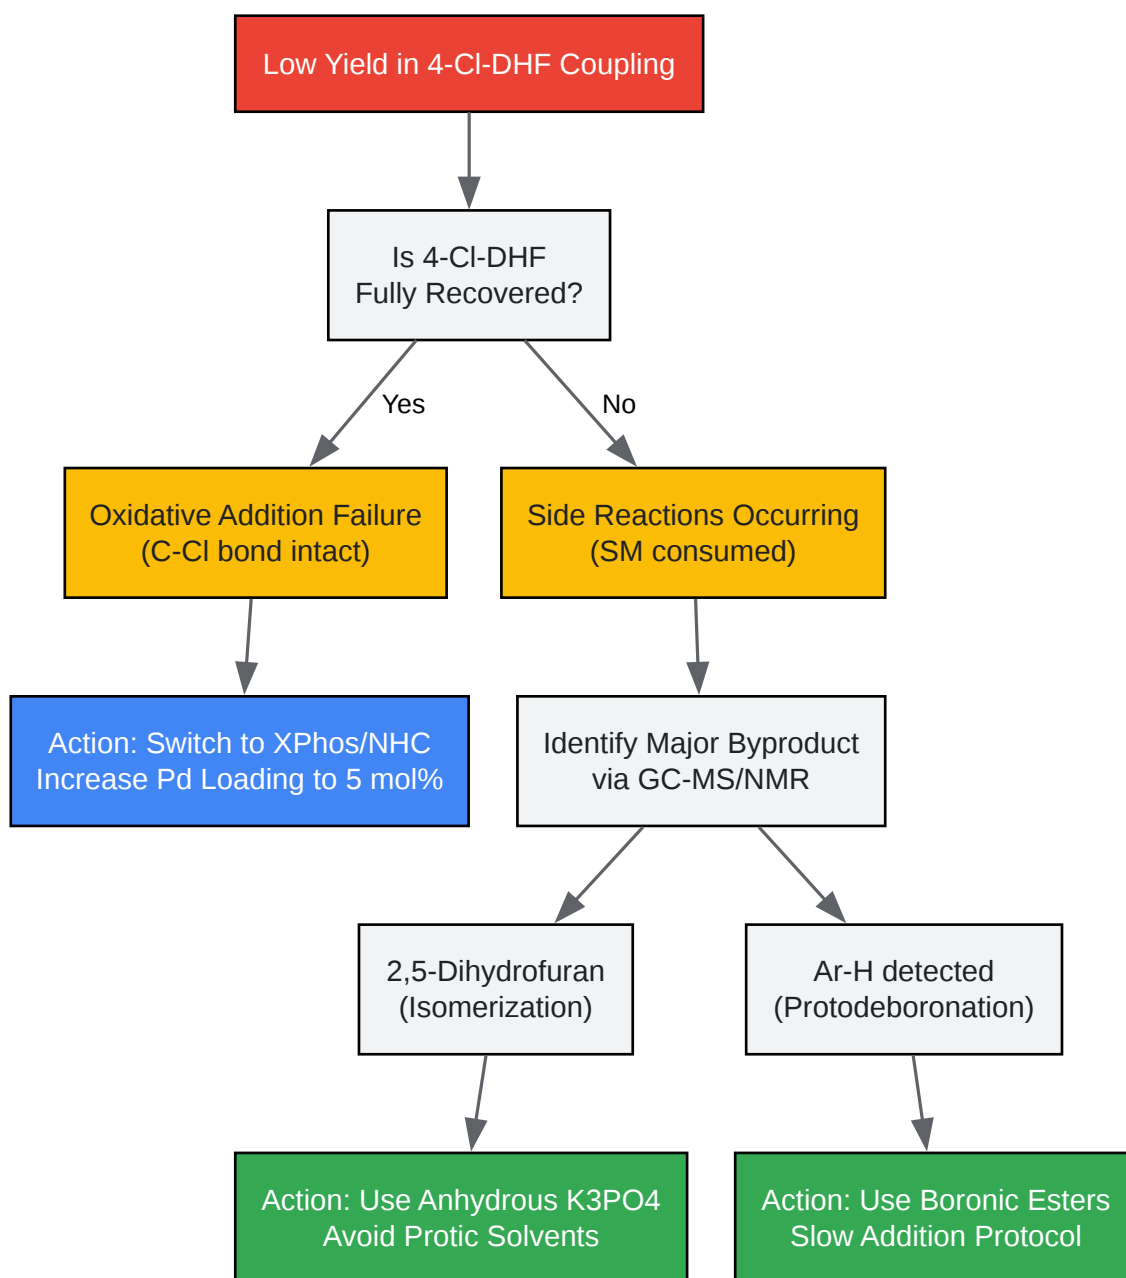 Low Yield in 4-Cl-DHF Coupling
Is 4-Cl-DHF
Fully Recovered?
Yes
No
Oxidative Addition Failure
(C-Cl bond intact)
Side Reactions Occurring
(SM consumed)
Action: Switch to XPhos/NHC
Increase Pd Loading to 5 mol%
Identify Major Byproduct
via GC-MS/NMR
2,5-Dihydrofuran
(Isomerization)
Ar-H detected
(Protodeboronation)
Action: Use Anhydrous K3PO4
Avoid Protic Solvents
Action: Use Boronic Esters
Slow Addition Protocol